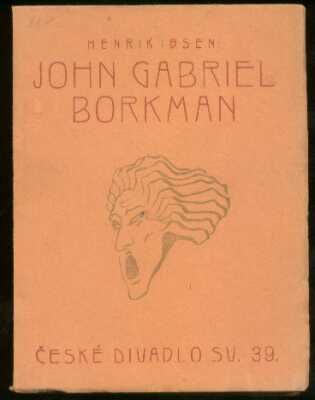 HENRIK IBSEN:
JOHN GABRIEL
BORKMAN
ČESKÉ DIVADLO SV. 39.